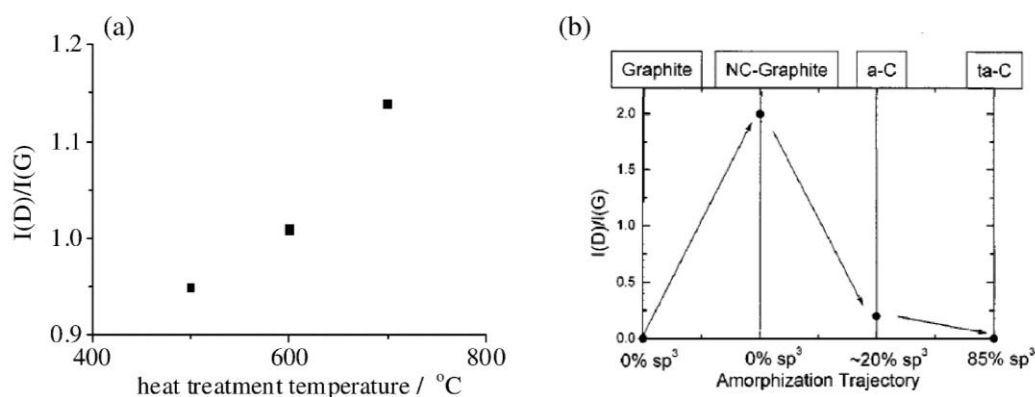 (a)
1.2
1.1
1.0
0.9
400
600
800
I(D)/I(G)
heat treatment temperature / °C
(b)
Graphite
NC-Graphite
a-C
ta-C
2.0
1.5
1.0
0.5
0.0
I(D)/I(G)
0% sp³
0% sp³
~20% sp³
85% sp³
Amorphization Trajectory